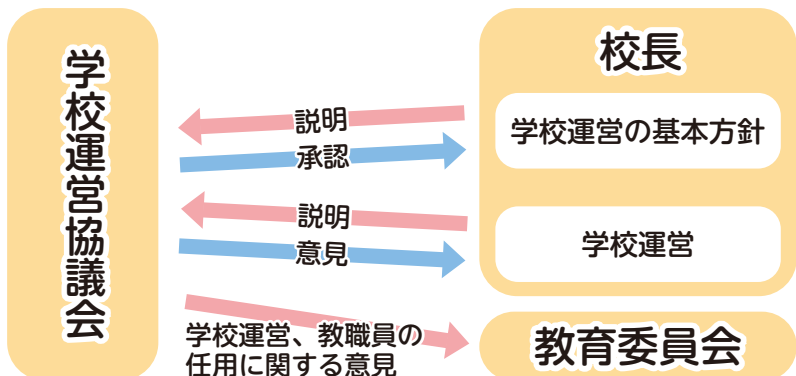 学校運営協議会
校長
説明
学校運営の基本方針
承認
説明
学校運営
意見
学校運営、教職員の
任用に関する意見
教育委員会